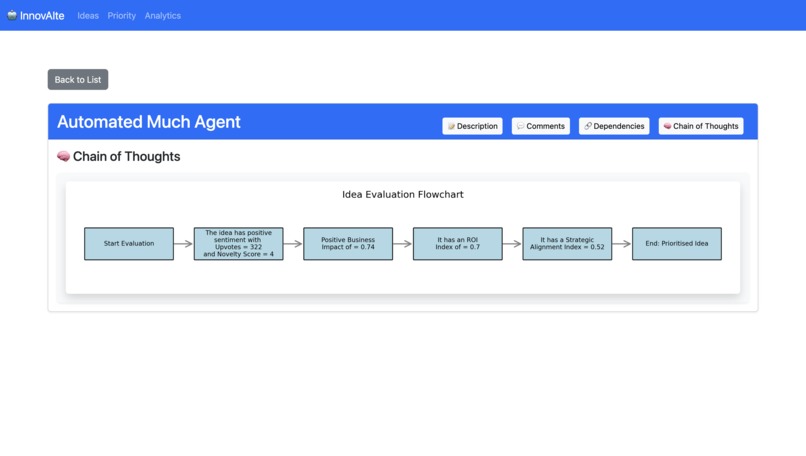 InnovAIte Ideas Priority Analytics
Back to List
Automated Much Agent
Description Comments Dependencies Chain of Thoughts
Chain of Thoughts
Idea Evaluation Flowchart
Start Evaluation
The idea has positive
sentiment with
Upvotes = 322
and Novelty Score = 4
Positive Business
Impact of = 0.74
It has an ROI
Index of = 0.7
It has a Strategic
Alignment Index = 0.52
End: Prioritised Idea